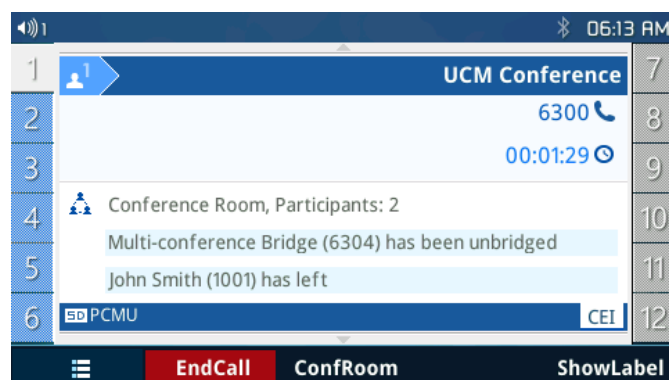 1 06:13 AM
1 1 UCM Conference 7
2 6300 8
3 00:01:29 9
4 Conference Room, Participants: 2 10
Multi-conference Bridge (6304) has been unbridged
5 John Smith (1001) has left 11
6 SD PCMU CEI 12
EndCall ConfRoom ShowLabel